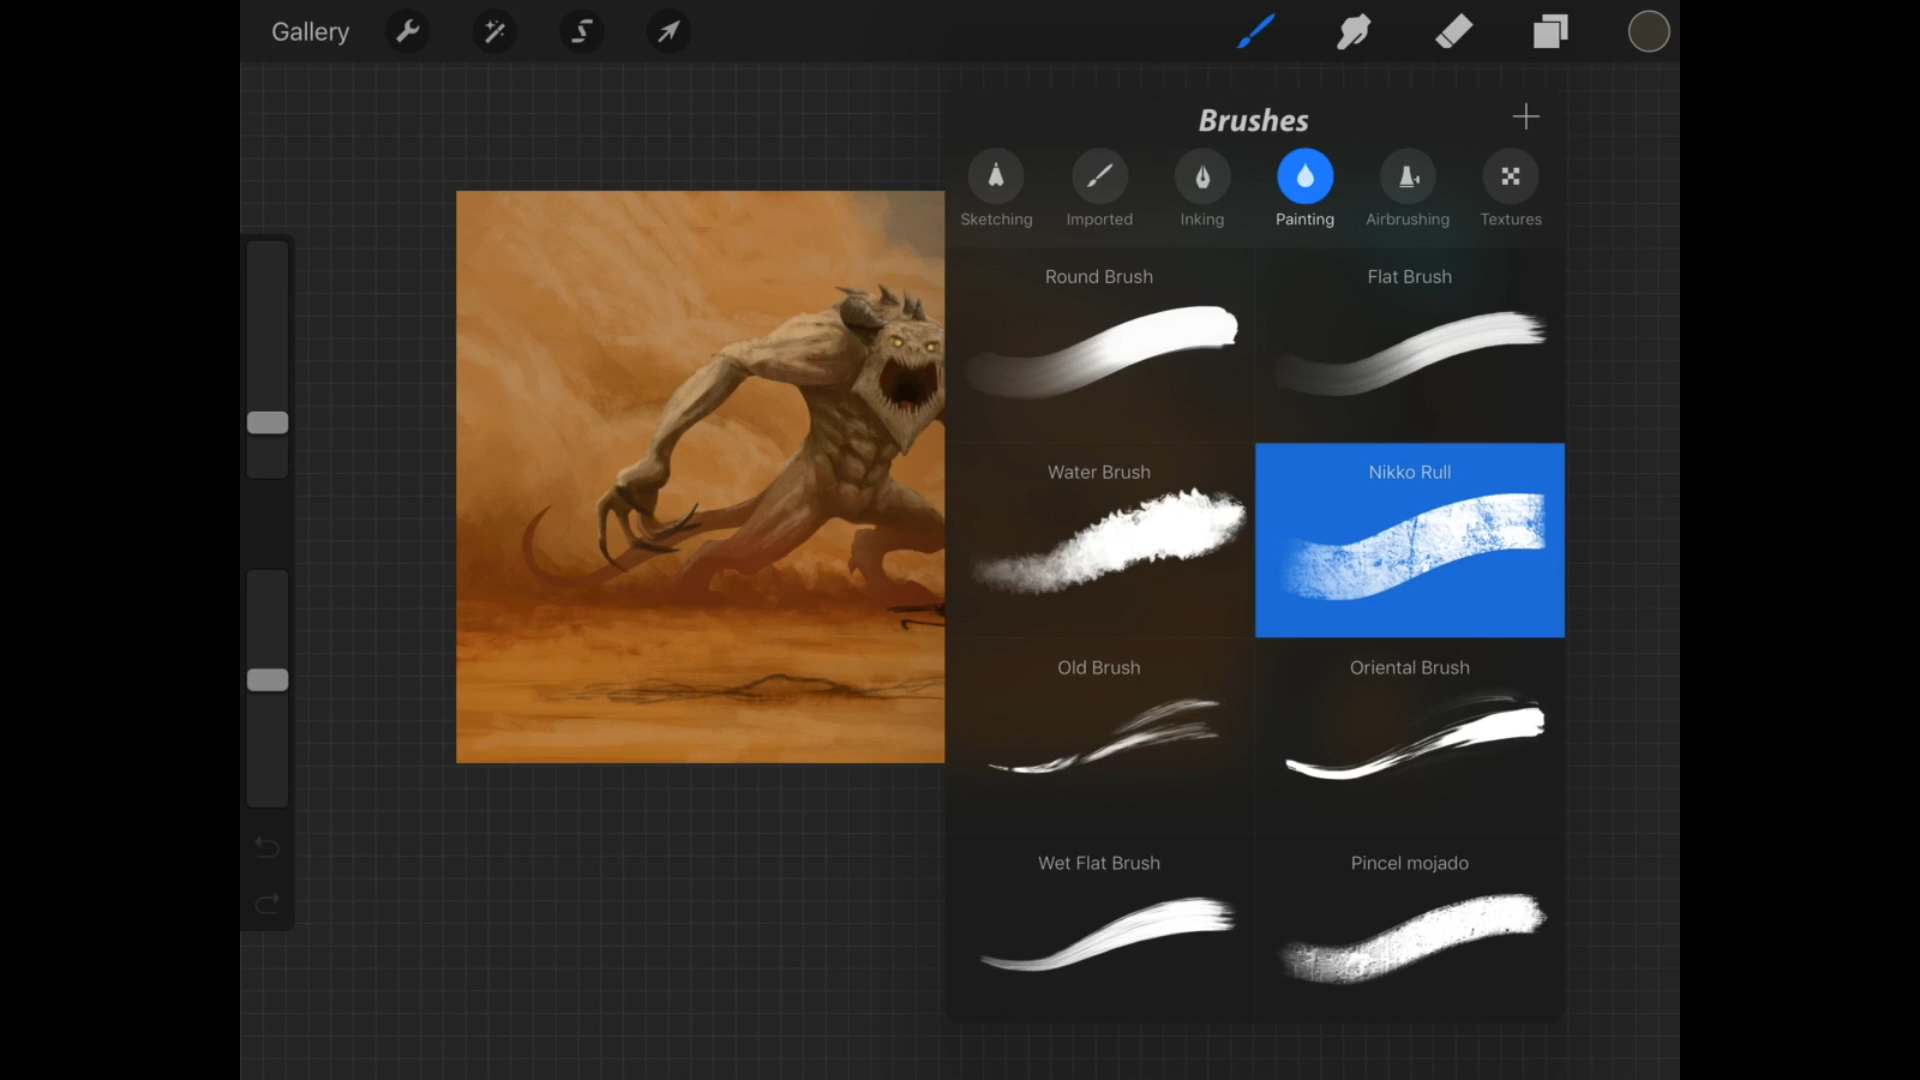 Gallery
Brushes
Sketching Imported Inking Painting Airbrushing Textures
Round Brush Flat Brush
Water Brush Nikko Rull
Old Brush Oriental Brush
Wet Flat Brush Pincel mojado